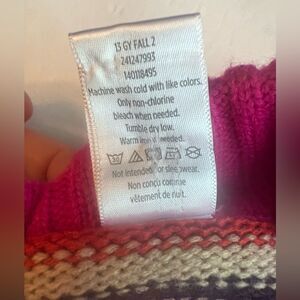 13 GY FALL 2
241247993
140118495
Machine wash cold with like colors.
Only non-chlorine
bleach when needed.
Tumble dry low.
Warm iron if needed.
Not intended for sleepwear.
Non conçu comme
vêtement de nuit.